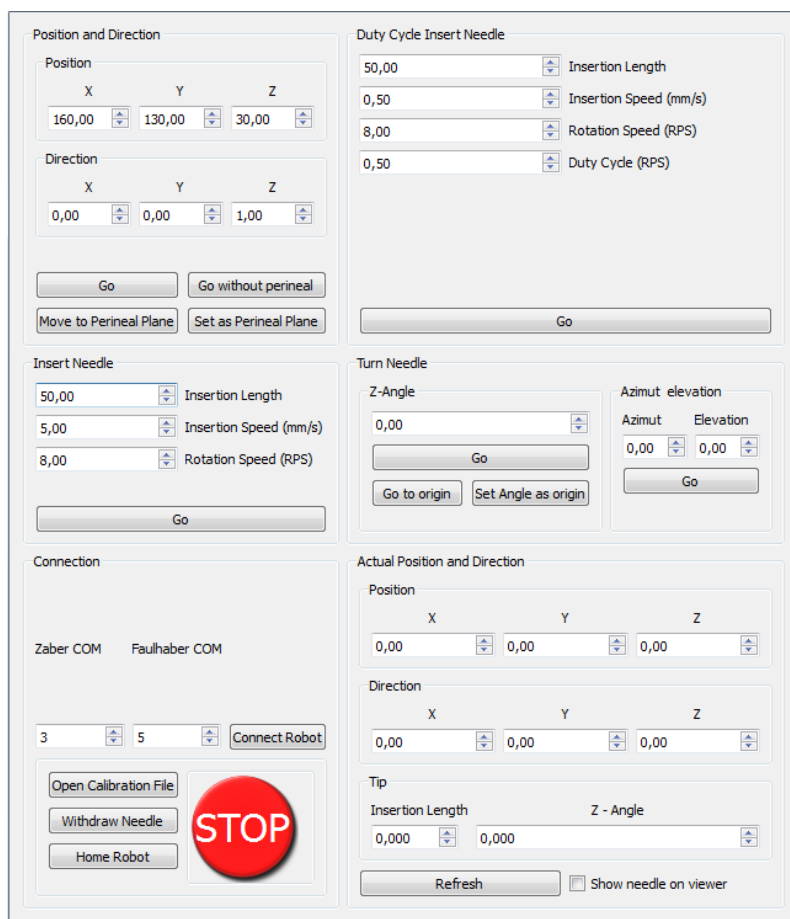 Position and Direction
Position
X Y Z
160,00 130,00 30,00
Direction
X Y Z
0,00 0,00 1,00
Go Go without perineal
Move to Perineal Plane Set as Perineal Plane
Duty Cycle Insert Needle
50,00 Insertion Length
0,50 Insertion Speed (mm/s)
8,00 Rotation Speed (RPS)
0,50 Duty Cycle (RPS)
Go
Insert Needle
50,00 Insertion Length
5,00 Insertion Speed (mm/s)
8,00 Rotation Speed (RPS)
Go
Turn Needle
Z-Angle
0,00
Go
Go to origin Set Angle as origin
Azimut elevation
Azimut Elevation
0,00 0,00
Go
Connection
Zaber COM Faulhaber COM
3 5 Connect Robot
Open Calibration File
Withdraw Needle
Home Robot
STOP
Actual Position and Direction
Position
X Y Z
0,00 0,00 0,00
Direction
X Y Z
0,00 0,00 0,00
Tip
Insertion Length Z - Angle
0,000 0,000
Refresh Show needle on viewer